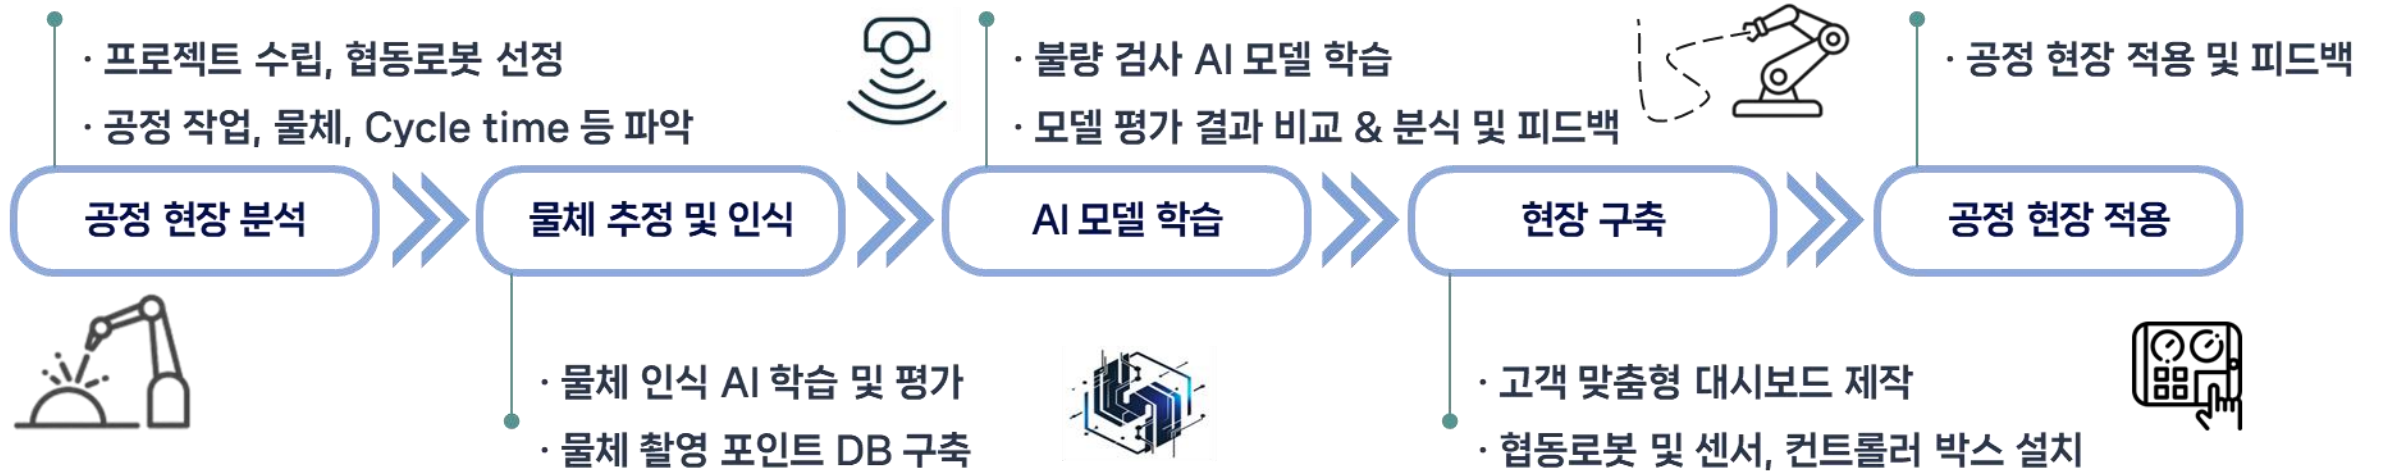 · 프로젝트 수립, 협동로봇 선정
· 공정 작업, 물체, Cycle time 등 파악
· 불량 검사 AI 모델 학습
· 모델 평가 결과 비교 & 분식 및 피드백
· 공정 현장 적용 및 피드백
공정 현장 분석
물체 추정 및 인식
AI 모델 학습
현장 구축
공정 현장 적용
· 물체 인식 AI 학습 및 평가
· 물체 촬영 포인트 DB 구축
· 고객 맞춤형 대시보드 제작
· 협동로봇 및 센서, 컨트롤러 박스 설치